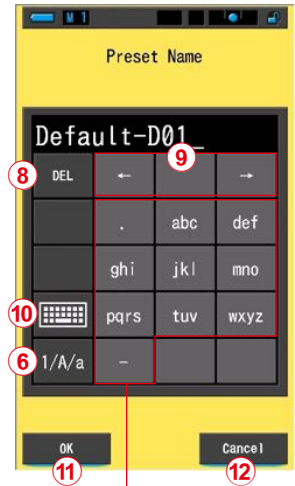 M 1
Preset Name
Default-D01_
9
8 DEL ← →
. abc def
ghi jkl mno
10 pqrs tuv wxyz
6 1/A/a –
OK Cancel
11 12